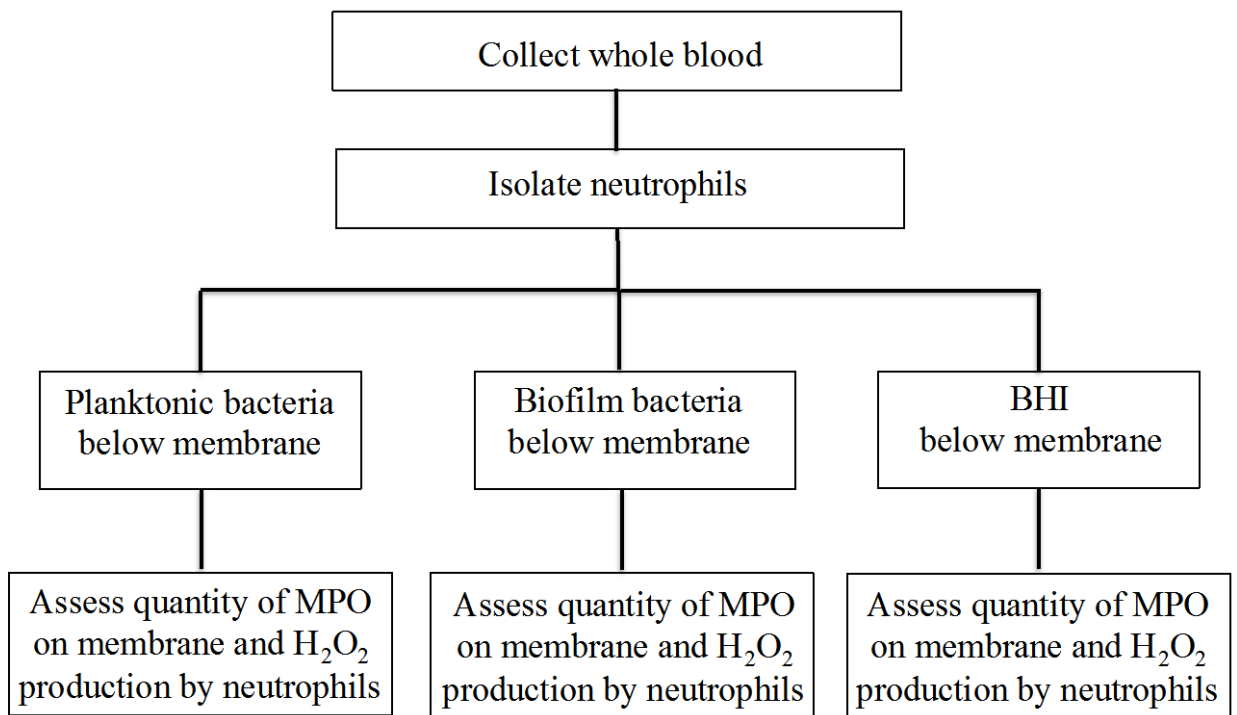 Collect whole blood
Isolate neutrophils
Planktonic bacteria
below membrane
Biofilm bacteria
below membrane
BHI
below membrane
Assess quantity of MPO
on membrane and H₂O₂
production by neutrophils
Assess quantity of MPO
on membrane and H₂O₂
production by neutrophils
Assess quantity of MPO
on membrane and H₂O₂
production by neutrophils